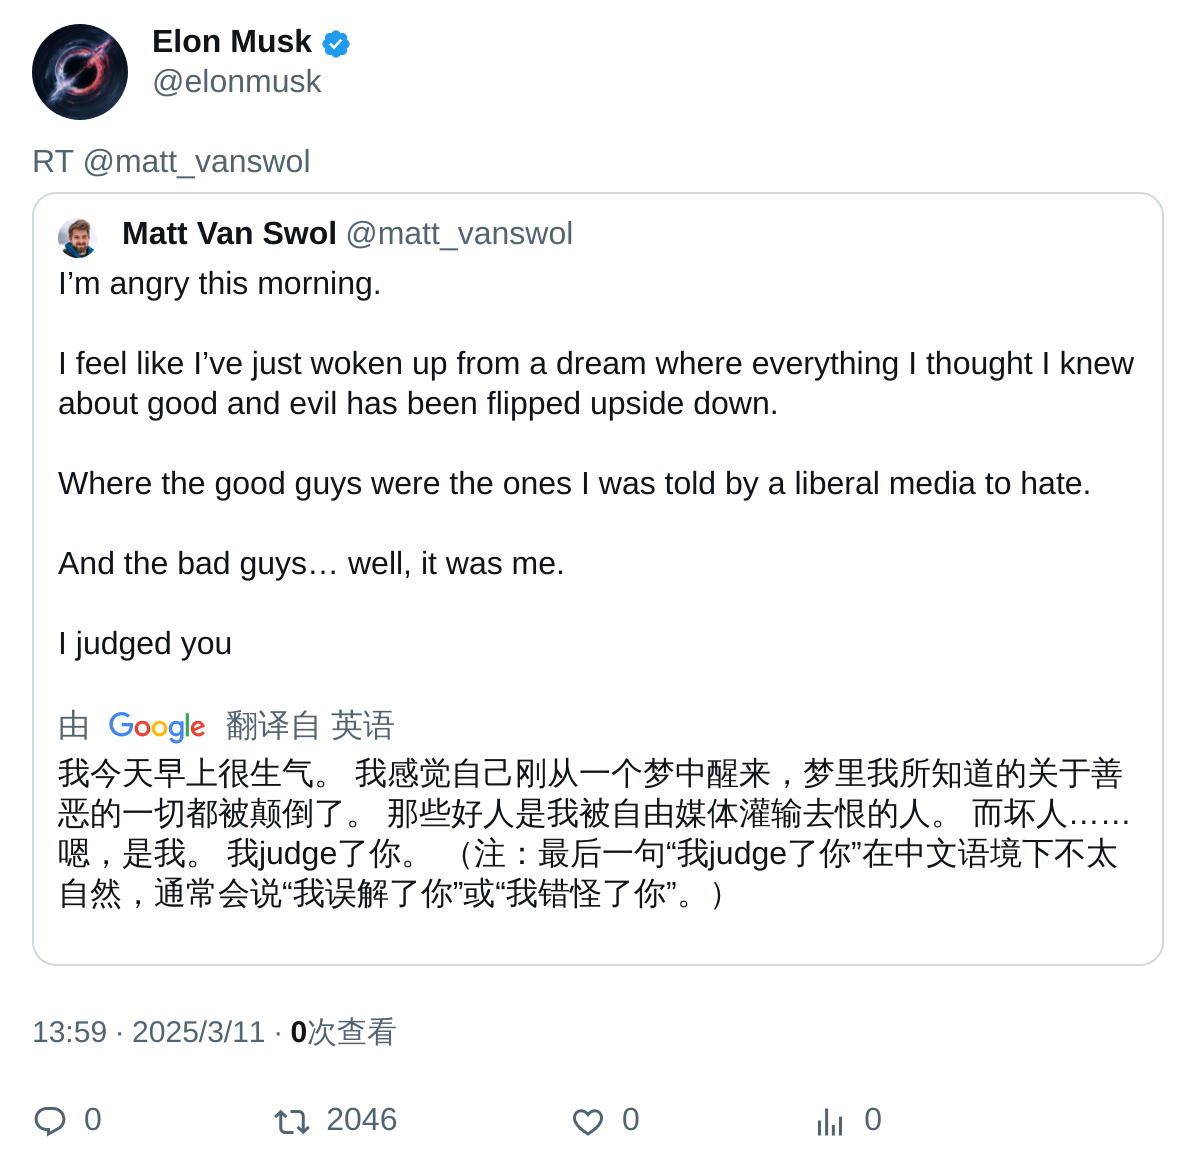 Elon Musk
@elonmusk
RT @matt_vanswol
Matt Van Swol @matt_vanswol
I’m angry this morning.
I feel like I’ve just woken up from a dream where everything I thought I knew
about good and evil has been flipped upside down.
Where the good guys were the ones I was told by a liberal media to hate.
And the bad guys… well, it was me.
I judged you
由 Google 翻译自 英语
我今天早上很生气。 我感觉自己刚从一个梦中醒来，梦里我所知道的关于善
恶的一切都被颠倒了。 那些好人是我被自由媒体灌输去恨的人。 而坏人……
嗯，是我。 我judge了你。 （注：最后一句“我judge了你”在中文语境下不太
自然，通常会说“我误解了你”或“我错怪了你”。）
13:59 · 2025/3/11 · 0次查看
0 2046 0 0